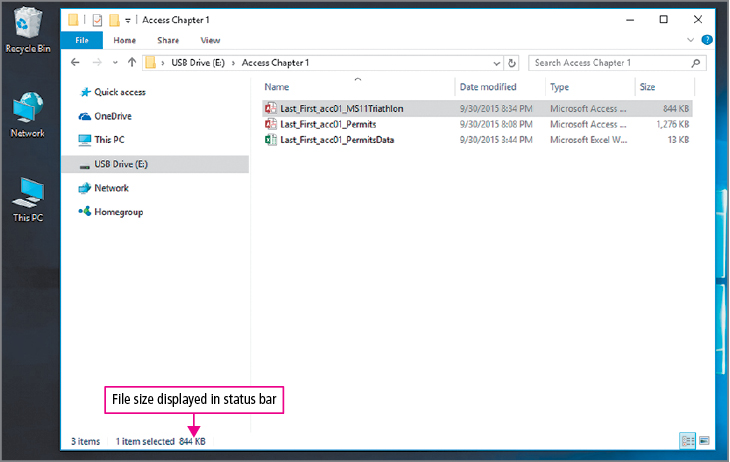 Access Chapter 1
File Home Share View
USB Drive (E:) Access Chapter 1 Search Access Chapter 1
Recycle Bin
Network
This PC
Quick access
OneDrive
This PC
USB Drive (E:)
Network
Homegroup
Name Date modified Type Size
Last_First_acc01_MS11Triathlon 9/30/2015 8:34 PM Microsoft Access ... 844 KB
Last_First_acc01_Permits 9/30/2015 8:08 PM Microsoft Access ... 1,276 KB
Last_First_acc01_PermitsData 9/30/2015 3:44 PM Microsoft Excel W... 13 KB
File size displayed in status bar
3 items 1 item selected 844 KB